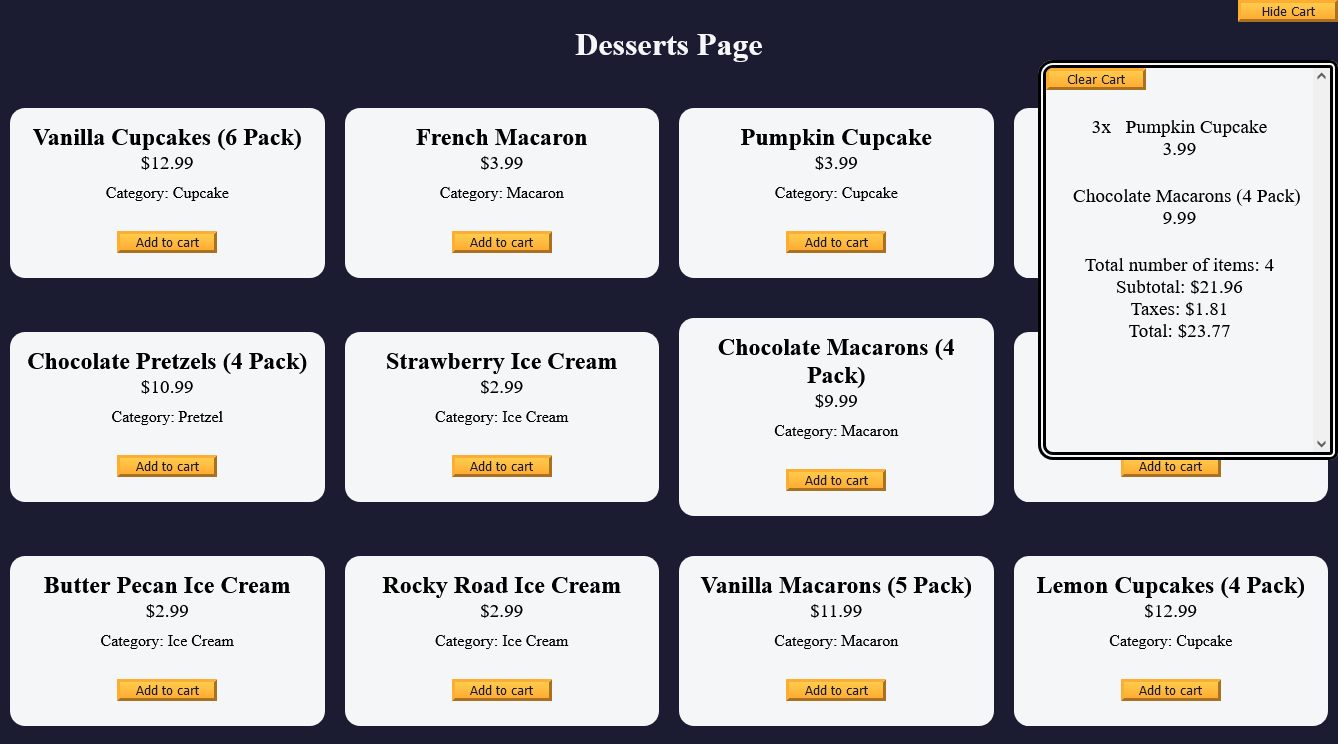 Hide Cart
Desserts Page
Clear Cart
3x Pumpkin Cupcake
3.99
Chocolate Macarons (4 Pack)
9.99
Total number of items: 4
Subtotal: $21.96
Taxes: $1.81
Total: $23.77
Vanilla Cupcakes (6 Pack)
$12.99
Category: Cupcake
Add to cart
French Macaron
$3.99
Category: Macaron
Add to cart
Pumpkin Cupcake
$3.99
Category: Cupcake
Add to cart
Chocolate Pretzels (4 Pack)
$10.99
Category: Pretzel
Add to cart
Strawberry Ice Cream
$2.99
Category: Ice Cream
Add to cart
Chocolate Macarons (4
Pack)
$9.99
Category: Macaron
Add to cart
Add to cart
Butter Pecan Ice Cream
$2.99
Category: Ice Cream
Add to cart
Rocky Road Ice Cream
$2.99
Category: Ice Cream
Add to cart
Vanilla Macarons (5 Pack)
$11.99
Category: Macaron
Add to cart
Lemon Cupcakes (4 Pack)
$12.99
Category: Cupcake
Add to cart